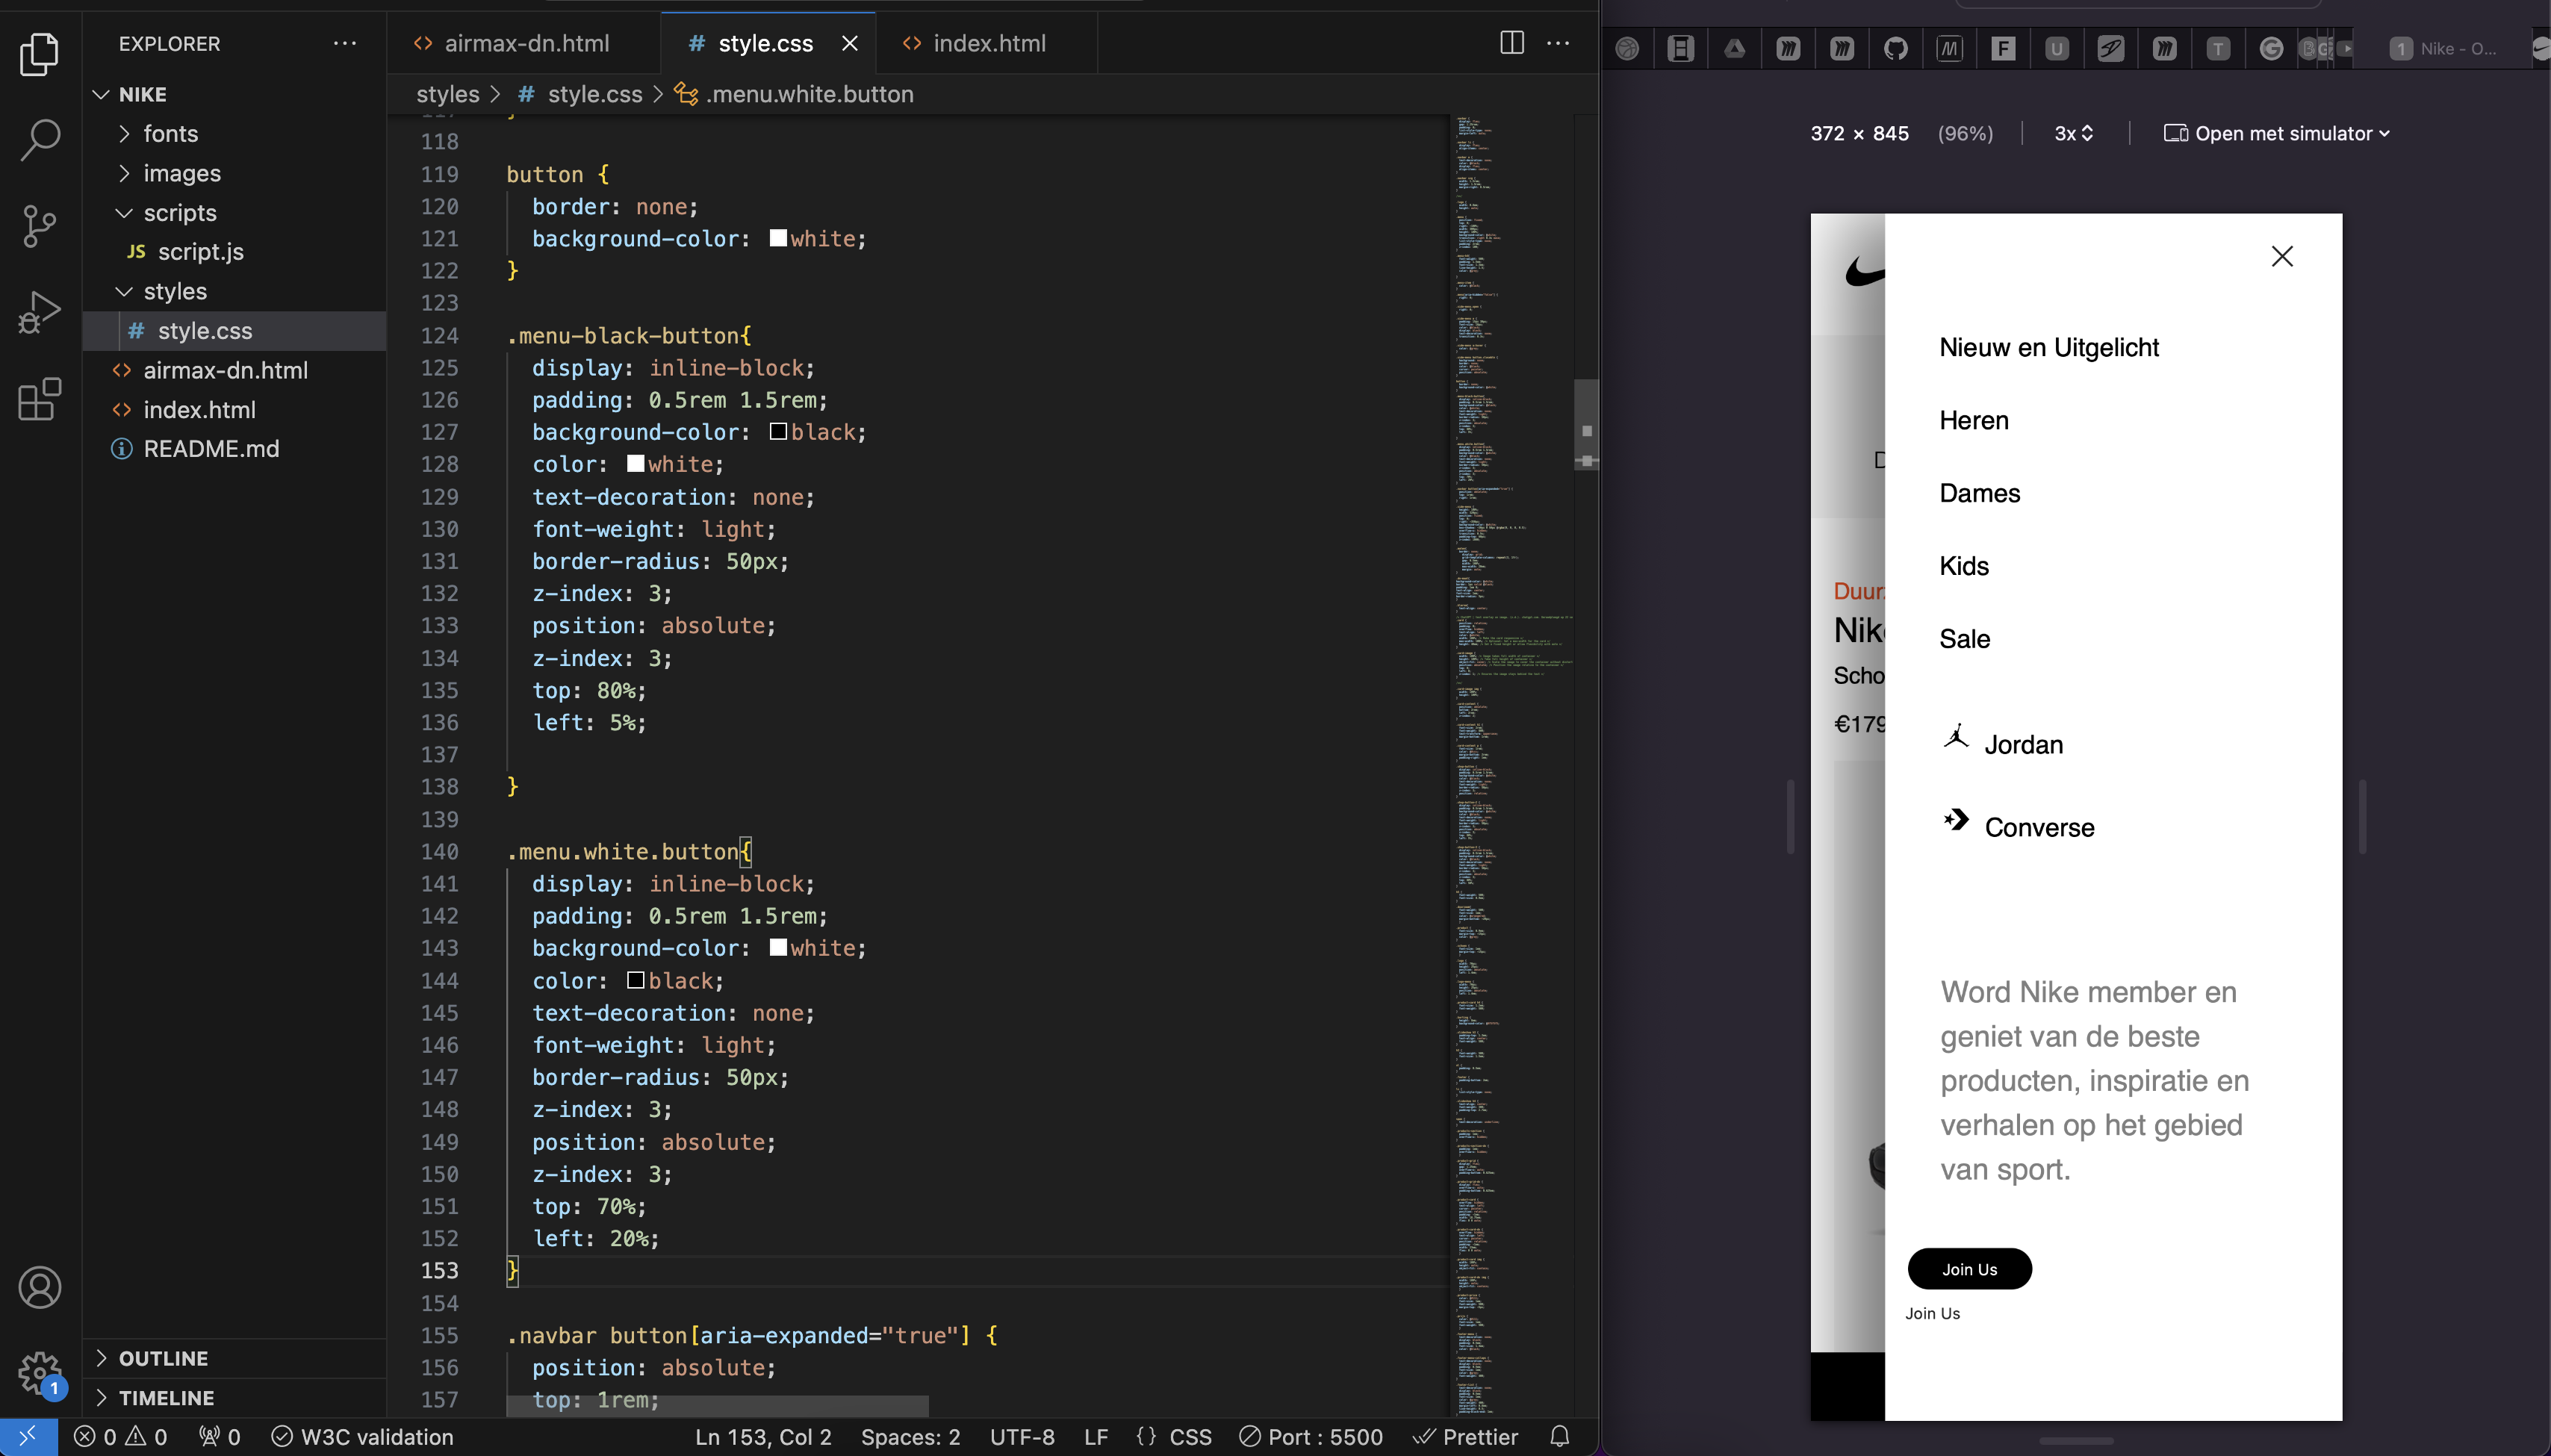 EXPLORER
NIKE
fonts
images
scripts
JS script.js
styles
# style.css
<> airmax-dn.html
<> index.html
README.md
OUTLINE
TIMELINE
<> airmax-dn.html
# style.css
<> index.html
styles > # style.css > .menu.white.button
118
119 button {
120 border: none;
121 background-color: white;
122 }
123
124 .menu-black-button{
125 display: inline-block;
126 padding: 0.5rem 1.5rem;
127 background-color: black;
128 color: white;
129 text-decoration: none;
130 font-weight: light;
131 border-radius: 50px;
132 z-index: 3;
133 position: absolute;
134 z-index: 3;
135 top: 80%;
136 left: 5%;
137
138 }
139
140 .menu.white.button{
141 display: inline-block;
142 padding: 0.5rem 1.5rem;
143 background-color: white;
144 color: black;
145 text-decoration: none;
146 font-weight: light;
147 border-radius: 50px;
148 z-index: 3;
149 position: absolute;
150 z-index: 3;
151 top: 70%;
152 left: 20%;
153 }
154
155 .navbar button[aria-expanded="true"] {
156 position: absolute;
157 top: 1rem;
1
0 0 0 W3C validation
Ln 153, Col 2 Spaces: 2 UTF-8 LF {} CSS Port : 5500 Prettier
F U T G
1 Nike - O...
372 × 845 (96%) 3x Open met simulator
D
Duur
Nike
Scho
€179
Nieuw en Uitgelicht
Heren
Dames
Kids
Sale
Jordan
Converse
Word Nike member en
geniet van de beste
producten, inspiratie en
verhalen op het gebied
van sport.
Join Us
Join Us